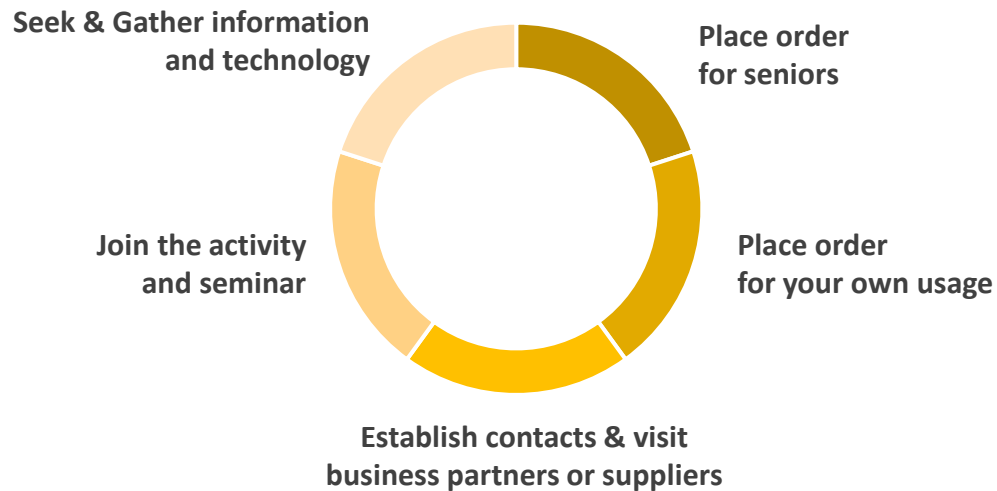 Seek & Gather information
and technology
Place order
for seniors
Join the activity
and seminar
Place order
for your own usage
Establish contacts & visit
business partners or suppliers